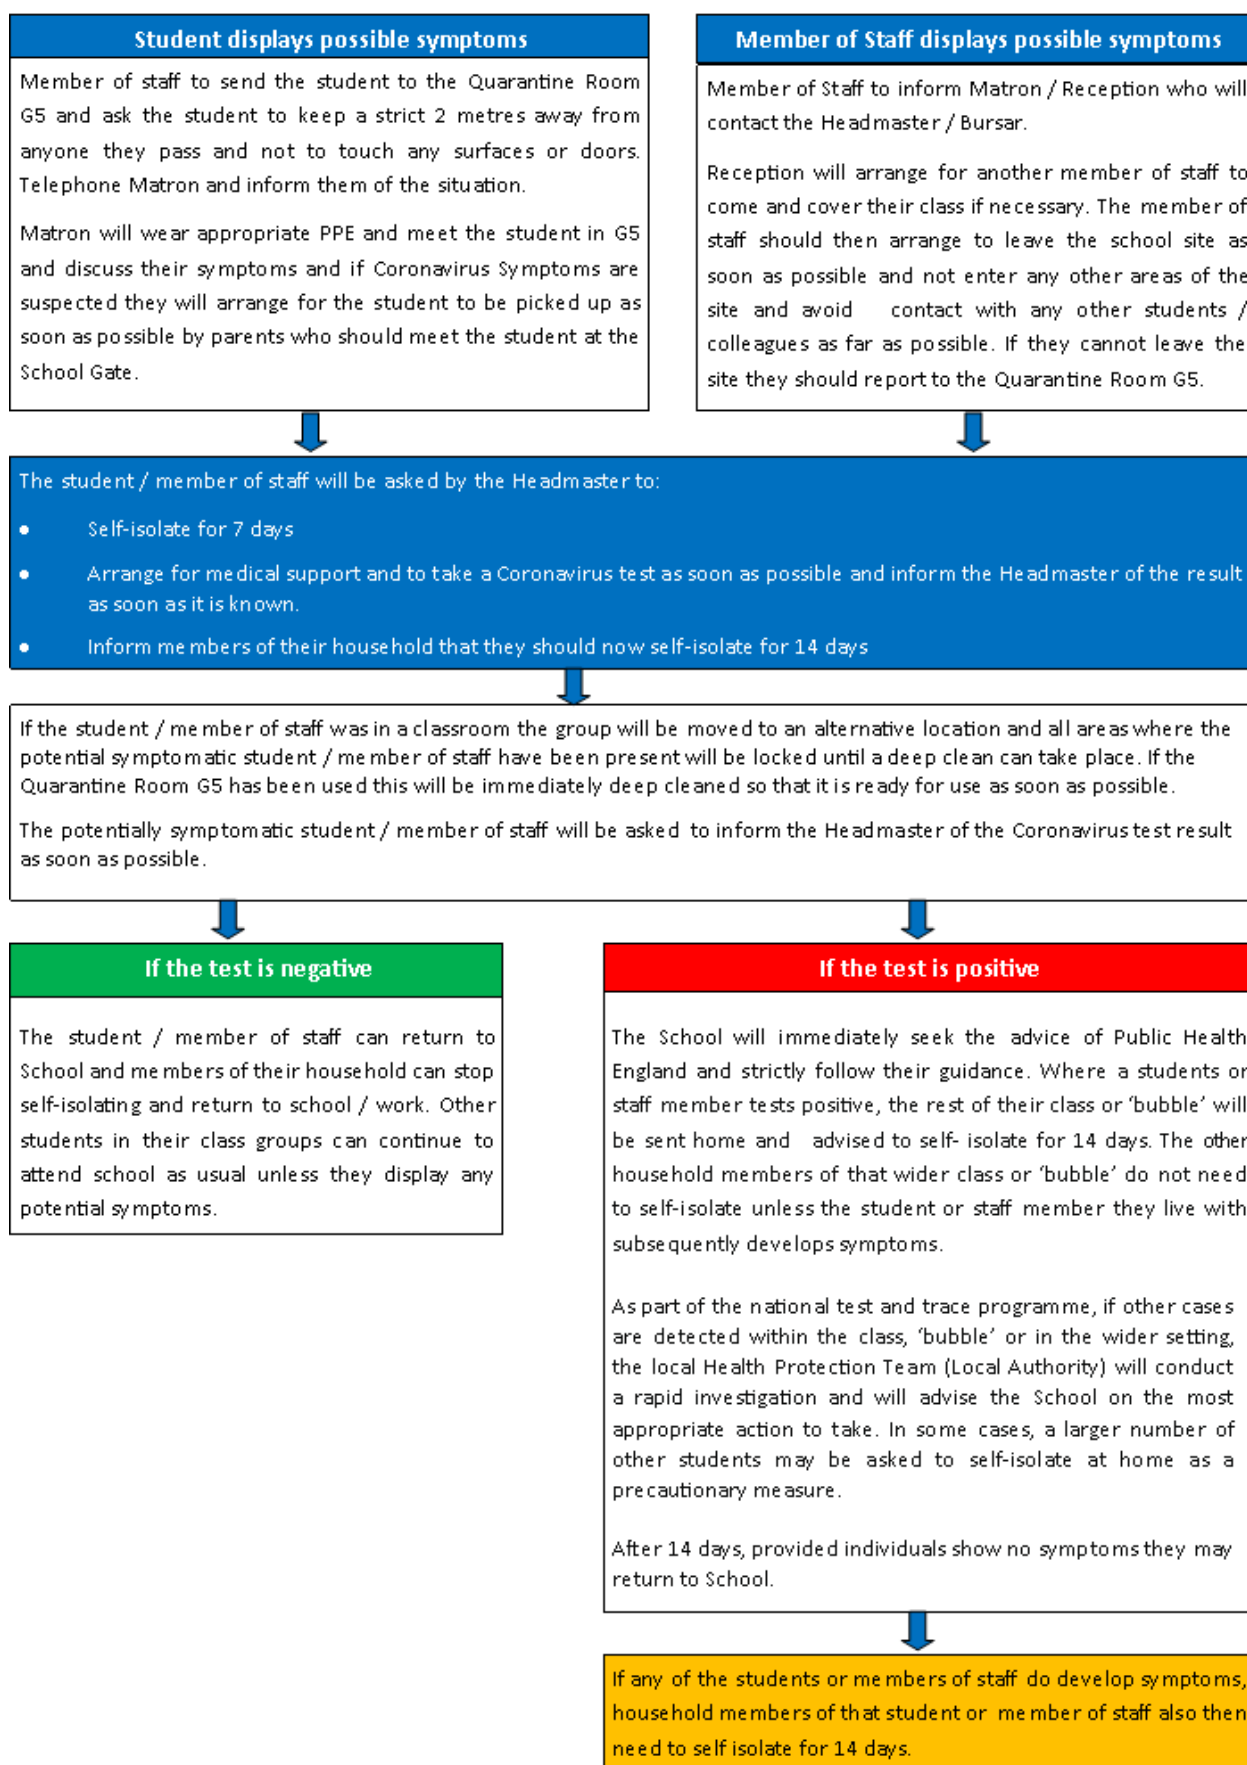 Student displays possible symptoms
Member of staff to send the student to the Quarantine Room
G5 and ask the student to keep a strict 2 metres away from
anyone they pass and not to touch any surfaces or doors.
Telephone Matron and inform them of the situation.
Matron will wear appropriate PPE and meet the student in G5
and discuss their symptoms and if Coronavirus Symptoms are
suspected they will arrange for the student to be picked up as
soon as possible by parents who should meet the student at the
School Gate.
Member of Staff displays possible symptoms
Member of Staff to inform Matron / Reception who will
contact the Headmaster / Bursar.
Reception will arrange for another member of staff to
come and cover their class if necessary. The member of
staff should then arrange to leave the school site as
soon as possible and not enter any other areas of the
site and avoid contact with any other students /
colleagues as far as possible. If they cannot leave the
site they should report to the Quarantine Room G5.
The student / member of staff will be asked by the Headmaster to:
● Self-isolate for 7 days
● Arrange for medical support and to take a Coronavirus test as soon as possible and inform the Headmaster of the result
as soon as it is known.
● Inform members of their household that they should now self-isolate for 14 days
If the student / member of staff was in a classroom the group will be moved to an alternative location and all areas where the
potential symptomatic student / member of staff have been present will be locked until a deep clean can take place. If the
Quarantine Room G5 has been used this will be immediately deep cleaned so that it is ready for use as soon as possible.
The potentially symptomatic student / member of staff will be asked to inform the Headmaster of the Coronavirus test result
as soon as possible.
If the test is negative
The student / member of staff can return to
School and members of their household can stop
self-isolating and return to school / work. Other
students in their class groups can continue to
attend school as usual unless they display any
potential symptoms.
If the test is positive
The School will immediately seek the advice of Public Health
England and strictly follow their guidance. Where a students or
staff member tests positive, the rest of their class or ‘bubble’ will
be sent home and advised to self- isolate for 14 days. The other
household members of that wider class or ‘bubble’ do not need
to self-isolate unless the student or staff member they live with
subsequently develops symptoms.
As part of the national test and trace programme, if other cases
are detected within the class, ‘bubble’ or in the wider setting,
the local Health Protection Team (Local Authority) will conduct
a rapid investigation and will advise the School on the most
appropriate action to take. In some cases, a larger number of
other students may be asked to self-isolate at home as a
precautionary measure.
After 14 days, provided individuals show no symptoms they may
return to School.
If any of the students or members of staff do develop symptoms,
household members of that student or member of staff also then
need to self isolate for 14 days.